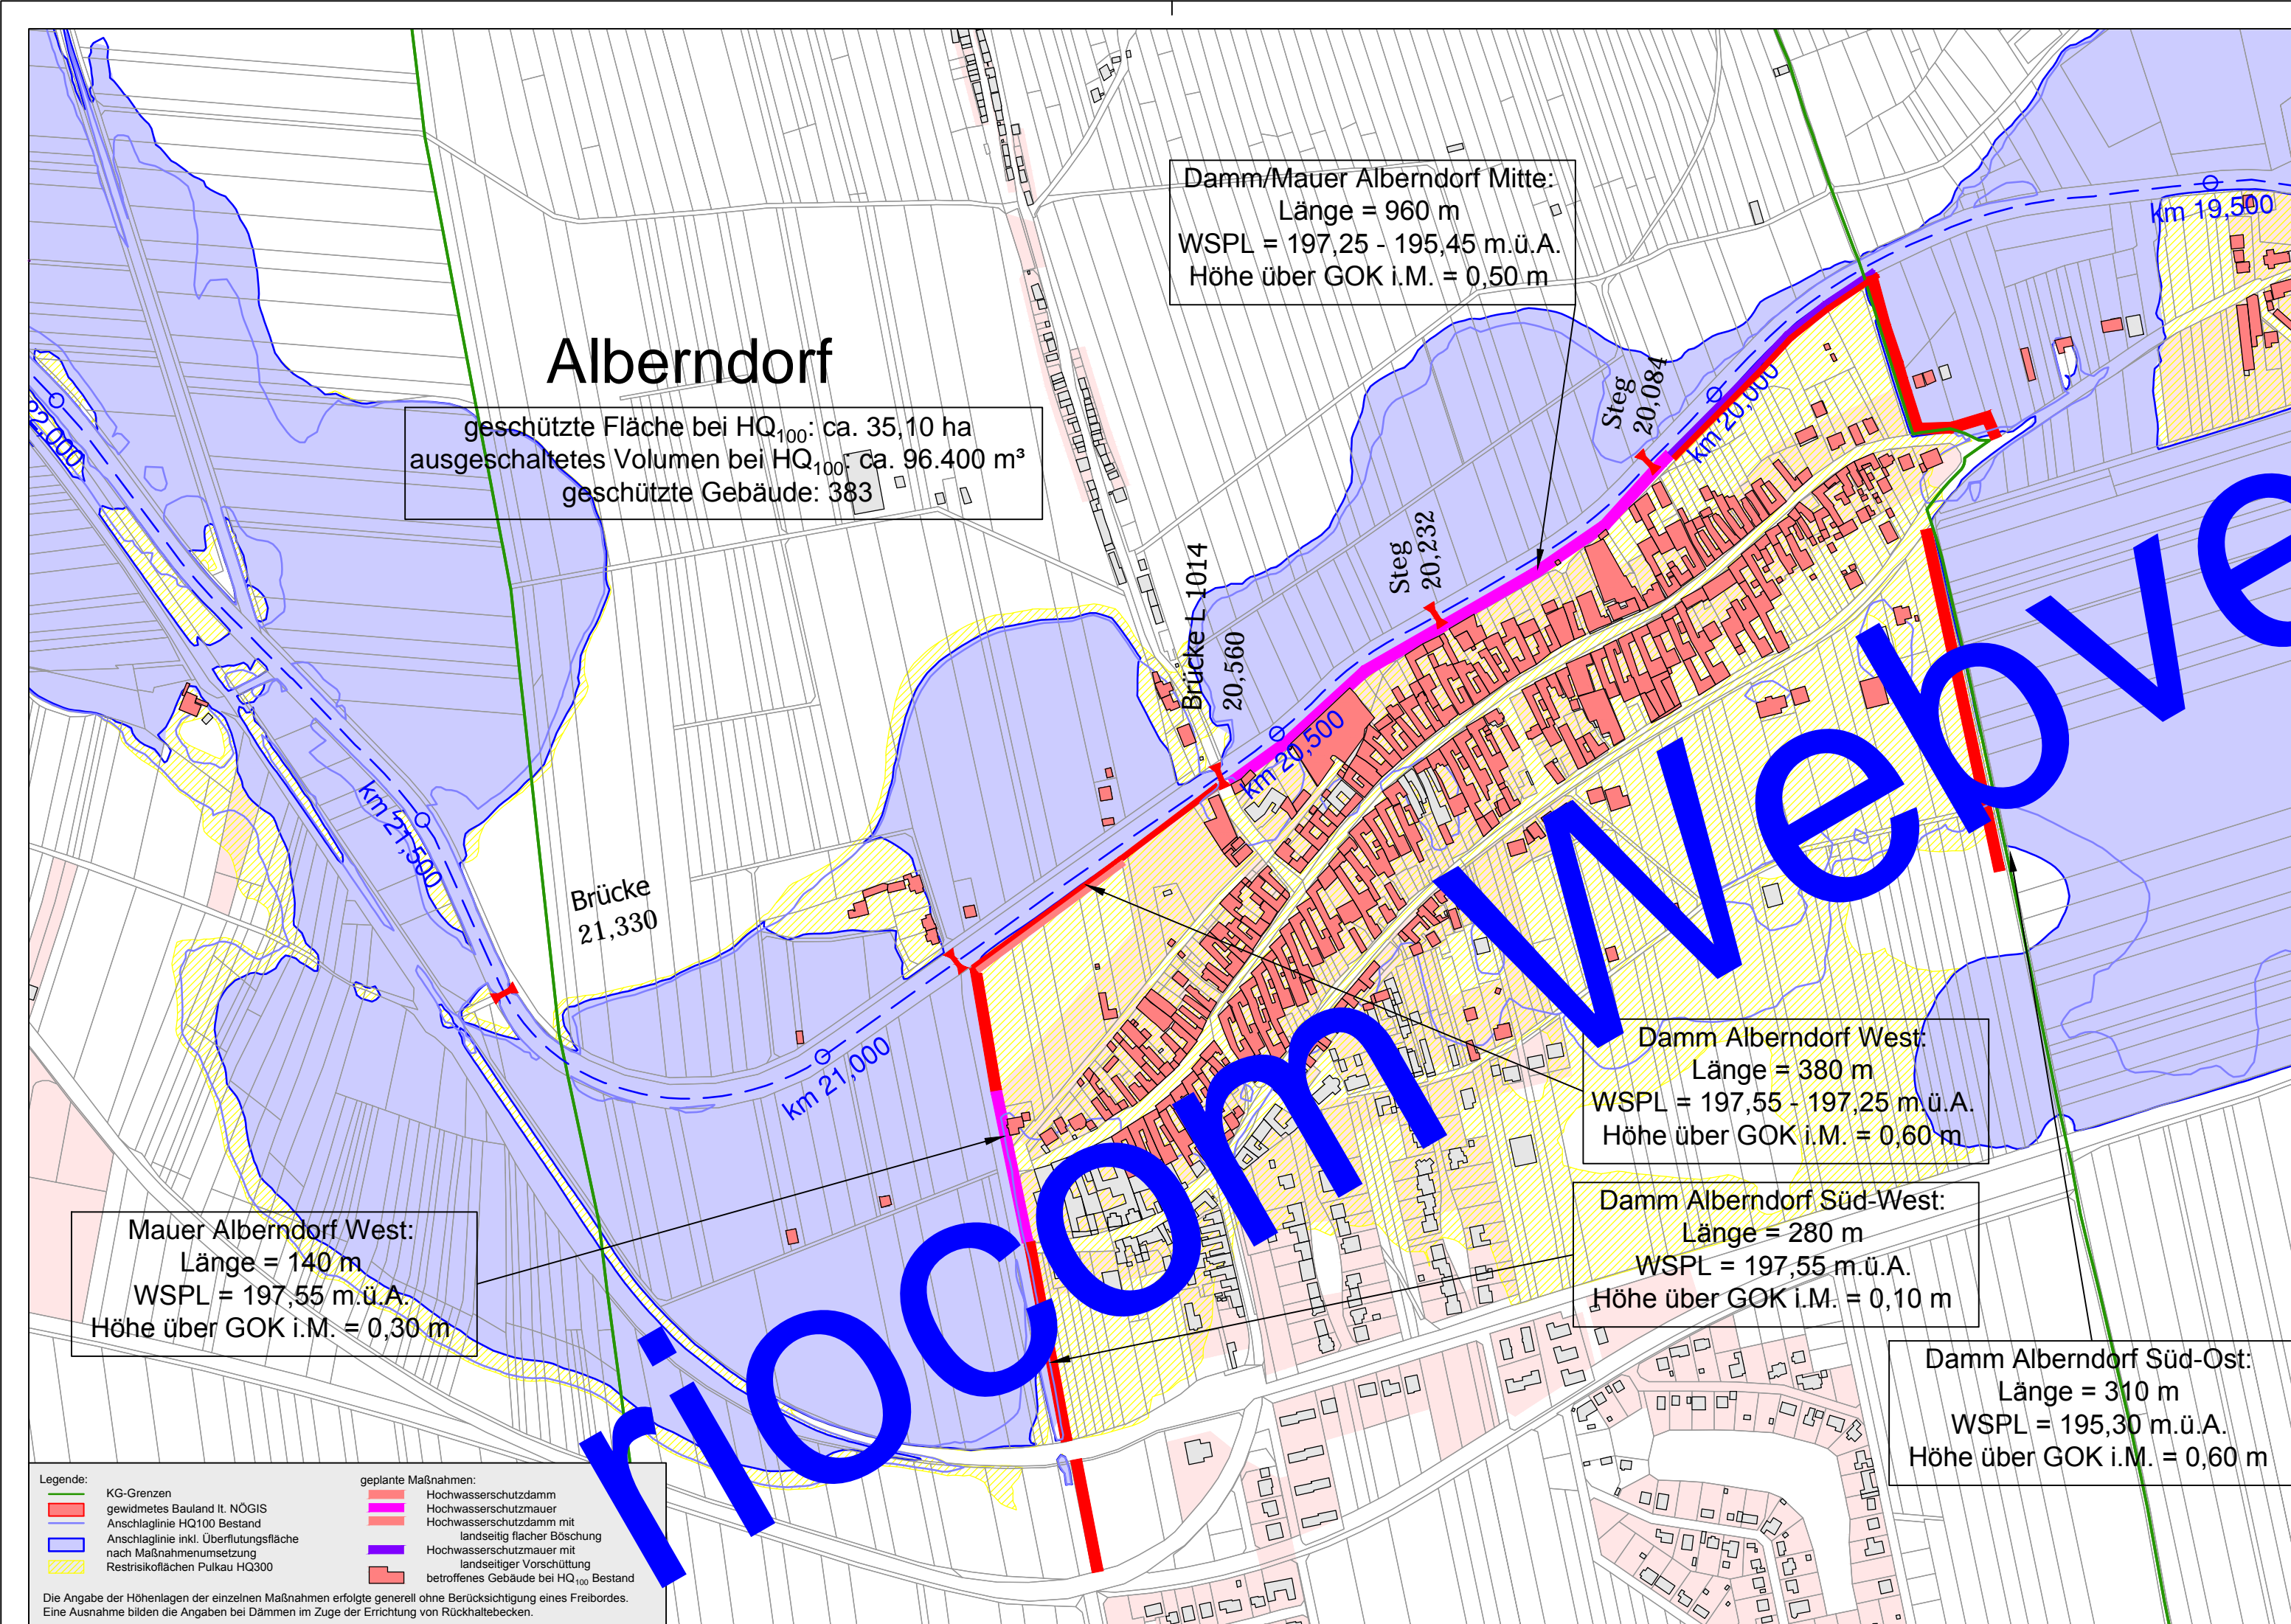 Damm/Mauer Alberndorf Mitte:
Länge = 960 m
WSPL = 197,25 - 195,45 m.ü.A.
Höhe über GOK i.M. = 0,50 m
km 19,500
Alberndorf
geschützte Fläche bei HQ100: ca. 35,10 ha
ausgeschaltetes Volumen bei HQ100: ca. 96.400 m³
geschützte Gebäude: 383
Steg
20,084
km 20,000
22,000
Steg
20,232
Brücke L 1014
20,560
km 20,500
km 21,500
Brücke
21,330
km 21,000
riocom Webve
Damm Alberndorf West:
Länge = 380 m
WSPL = 197,55 - 197,25 m.ü.A.
Höhe über GOK i.M. = 0,60 m
Mauer Alberndorf West:
Länge = 140 m
WSPL = 197,55 m.ü.A.
Höhe über GOK i.M. = 0,30 m
Damm Alberndorf Süd-West:
Länge = 280 m
WSPL = 197,55 m.ü.A.
Höhe über GOK i.M. = 0,10 m
Damm Alberndorf Süd-Ost:
Länge = 310 m
WSPL = 195,30 m.ü.A.
Höhe über GOK i.M. = 0,60 m
Legende:
KG-Grenzen
gewidmetes Bauland lt. NÖGIS
Anschlaglinie HQ100 Bestand
Anschlaglinie inkl. Überflutungsfläche
nach Maßnahmenumsetzung
Restrisikoflächen Pulkau HQ300
geplante Maßnahmen:
Hochwasserschutzdamm
Hochwasserschutzmauer
Hochwasserschutzdamm mit
landseitig flacher Böschung
Hochwasserschutzmauer mit
landseitiger Vorschüttung
betroffenes Gebäude bei HQ100 Bestand
Die Angabe der Höhenlagen der einzelnen Maßnahmen erfolgte generell ohne Berücksichtigung eines Freibordes.
Eine Ausnahme bilden die Angaben bei Dämmen im Zuge der Errichtung von Rückhaltebecken.